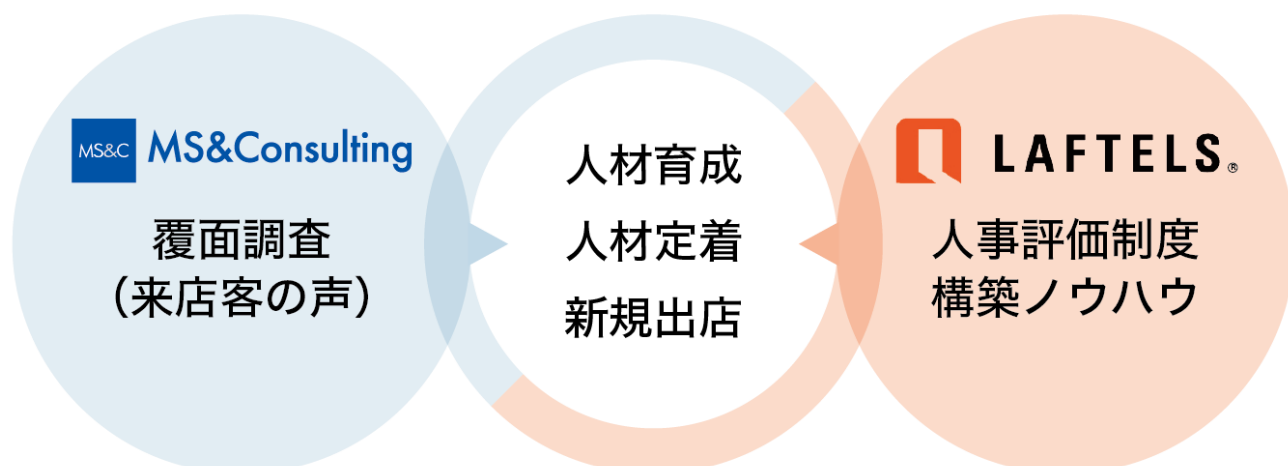 MS&C MS&Consulting
覆面調査
（来店客の声）
人材育成
人材定着
新規出店
LAFTELS®
人事評価制度
構築ノウハウ